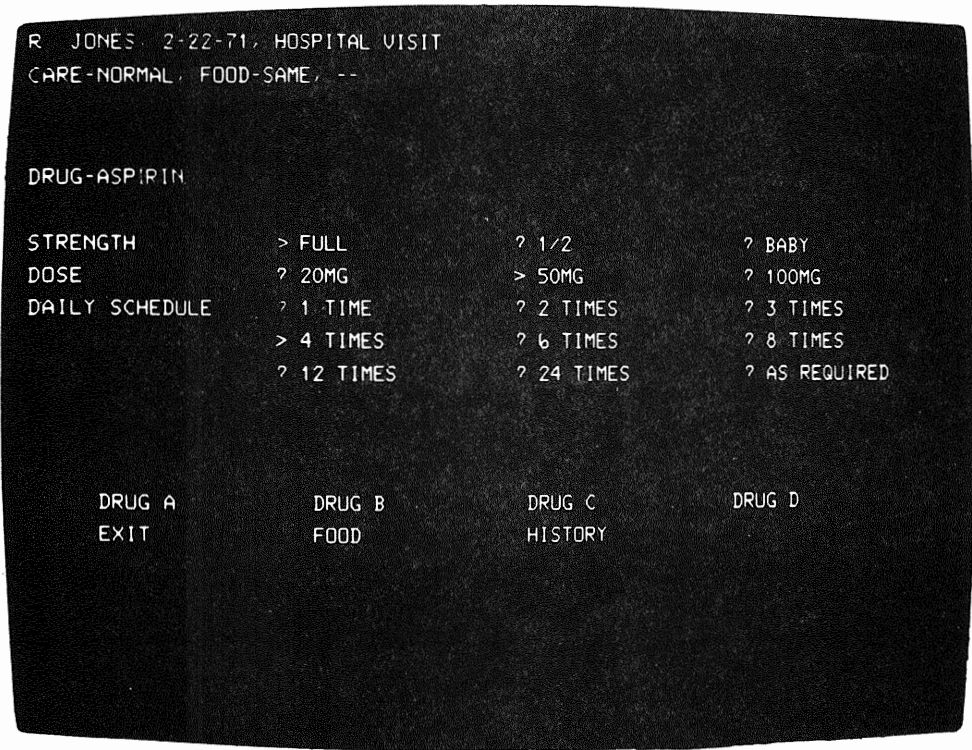 R JONES, 2-22-71, HOSPITAL VISIT
CARE-NORMAL, FOOD-SAME, --
DRUG-ASPIRIN
STRENGTH > FULL ? 1/2 ? BABY
DOSE ? 20MG > 50MG ? 100MG
DAILY SCHEDULE ? 1 TIME ? 2 TIMES ? 3 TIMES
> 4 TIMES ? 6 TIMES ? 8 TIMES
? 12 TIMES ? 24 TIMES ? AS REQUIRED
DRUG A DRUG B DRUG C DRUG D
EXIT FOOD HISTORY